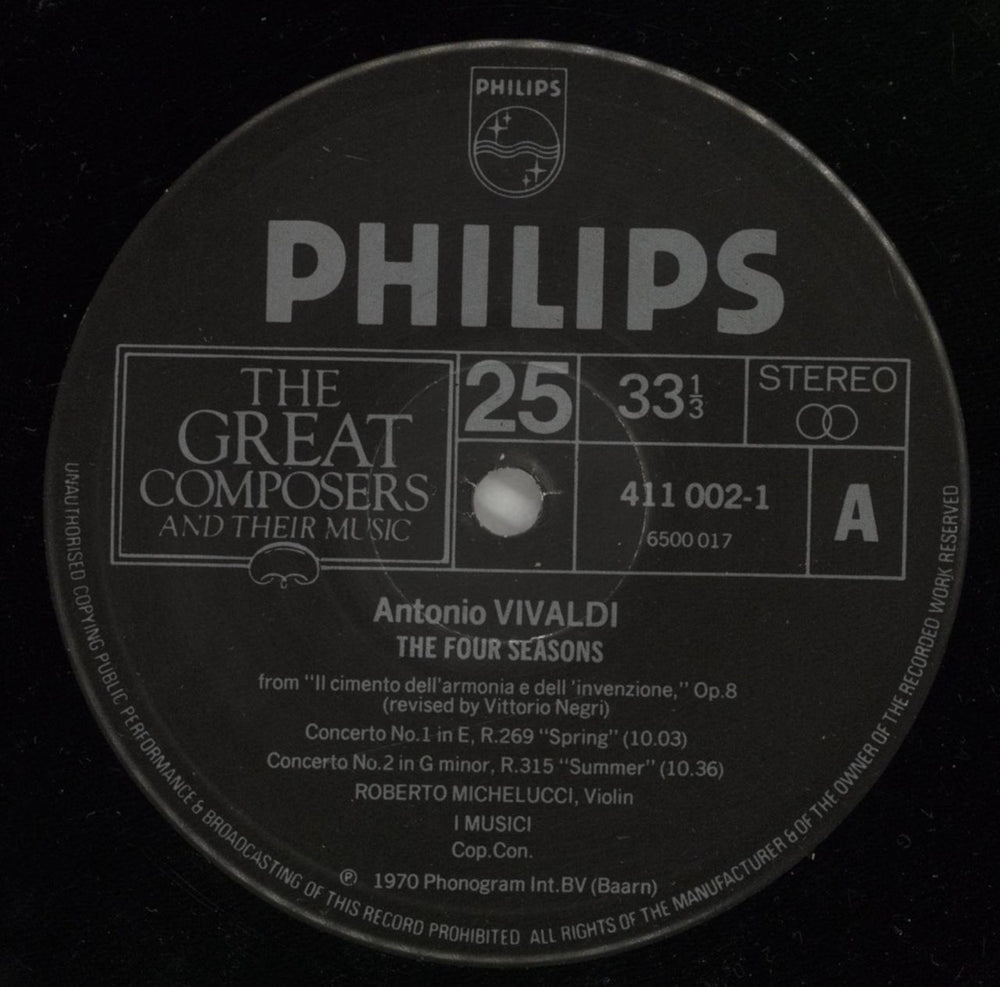 PHILIPS
PHILIPS
THE
GREAT
COMPOSERS
AND THEIR MUSIC
25
33⅓
STEREO
411 002-1
6500 017
A
Antonio VIVALDI
THE FOUR SEASONS
from "Il cimento dell'armonia e dell 'invenzione," Op.8
(revised by Vittorio Negri)
Concerto No.1 in E, R.269 "Spring" (10.03)
Concerto No.2 in G minor, R.315 "Summer" (10.36)
ROBERTO MICHELUCCI, Violin
I MUSICI
Cop.Con.
℗ 1970 Phonogram Int.BV (Baarn)
UNAUTHORISED COPYING PUBLIC PERFORMANCE & BROADCASTING OF THIS RECORD PROHIBITED ALL RIGHTS OF THE MANUFACTURER & OF THE OWNER OF THE RECORDED WORK RESERVED